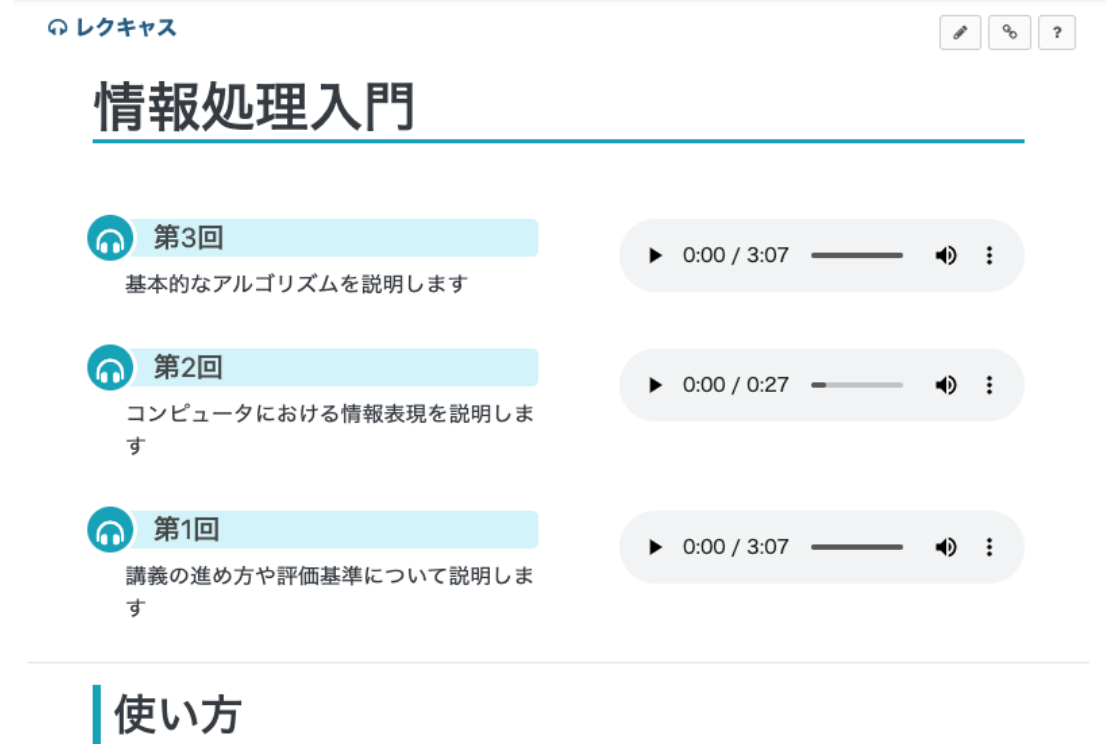 レクキャス
?
情報処理入門
第3回
0:00 / 3:07
基本的なアルゴリズムを説明します
第2回
0:00 / 0:27
コンピュータにおける情報表現を説明しま
す
第1回
0:00 / 3:07
講義の進め方や評価基準について説明しま
す
使い方